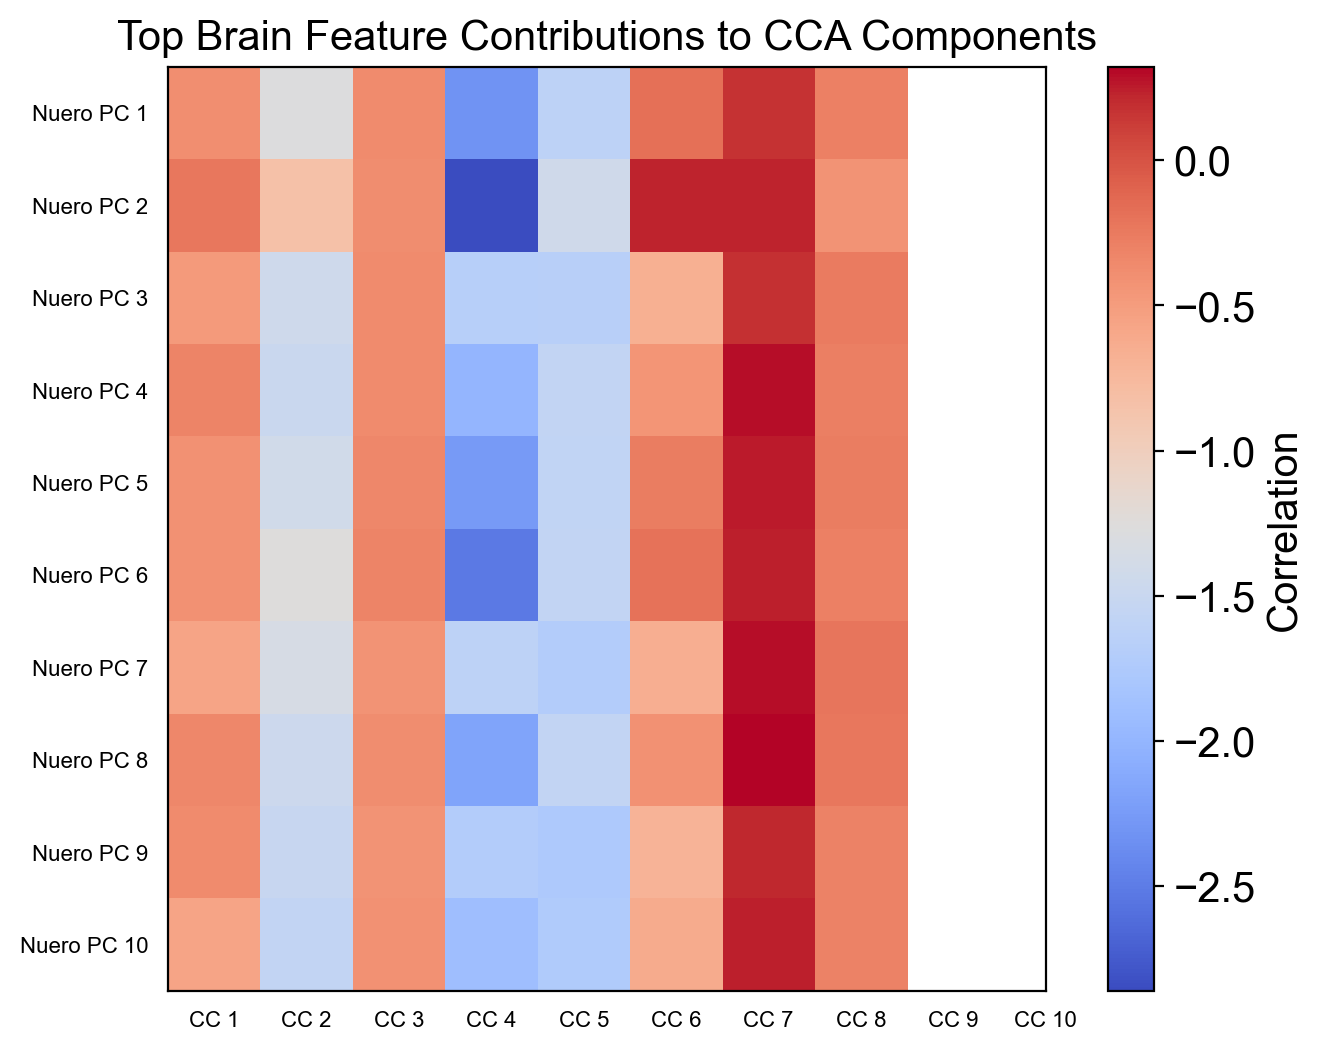 Top Brain Feature Contributions to CCA Components
Nuero PC 1
Nuero PC 2
Nuero PC 3
Nuero PC 4
Nuero PC 5
Nuero PC 6
Nuero PC 7
Nuero PC 8
Nuero PC 9
Nuero PC 10
CC 1 CC 2 CC 3 CC 4 CC 5 CC 6 CC 7 CC 8 CC 9 CC 10
0.0
−0.5
−1.0
−1.5
−2.0
−2.5
Correlation